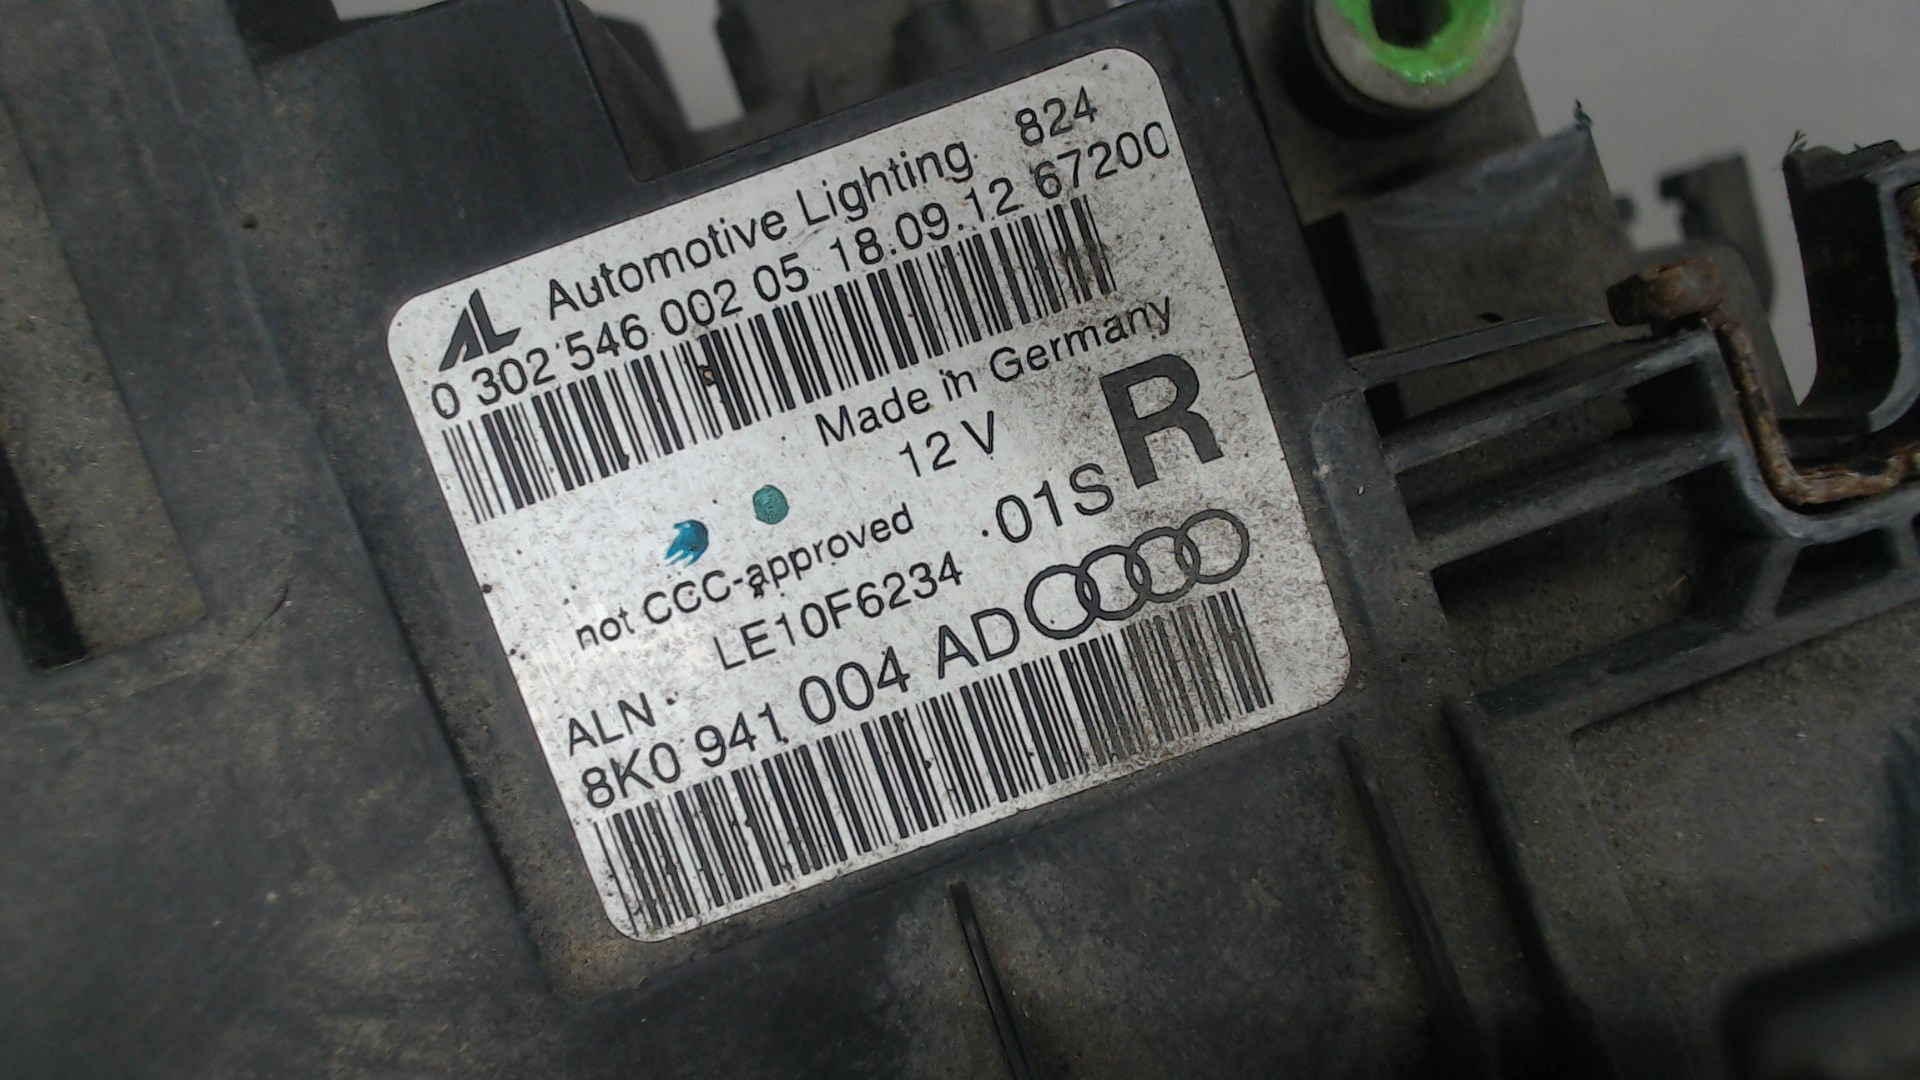 AL Automotive Lighting 824
0 302 546 002 05 18.09.12 67200
Made in Germany
12 V
R
not CCC-approved
LE10F6234 .01S
ALN
8K0 941 004 AD